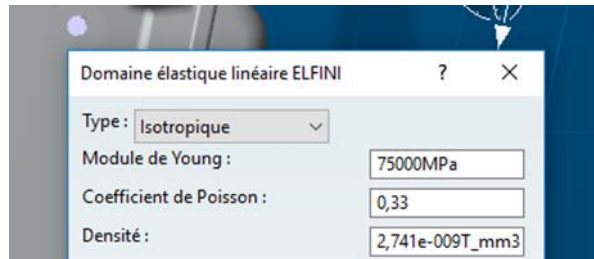 Domaine élastique linéaire ELFINI ? ×
Type : Isotropique
Module de Young : 75000MPa
Coefficient de Poisson : 0,33
Densité : 2,741e-009T_mm3